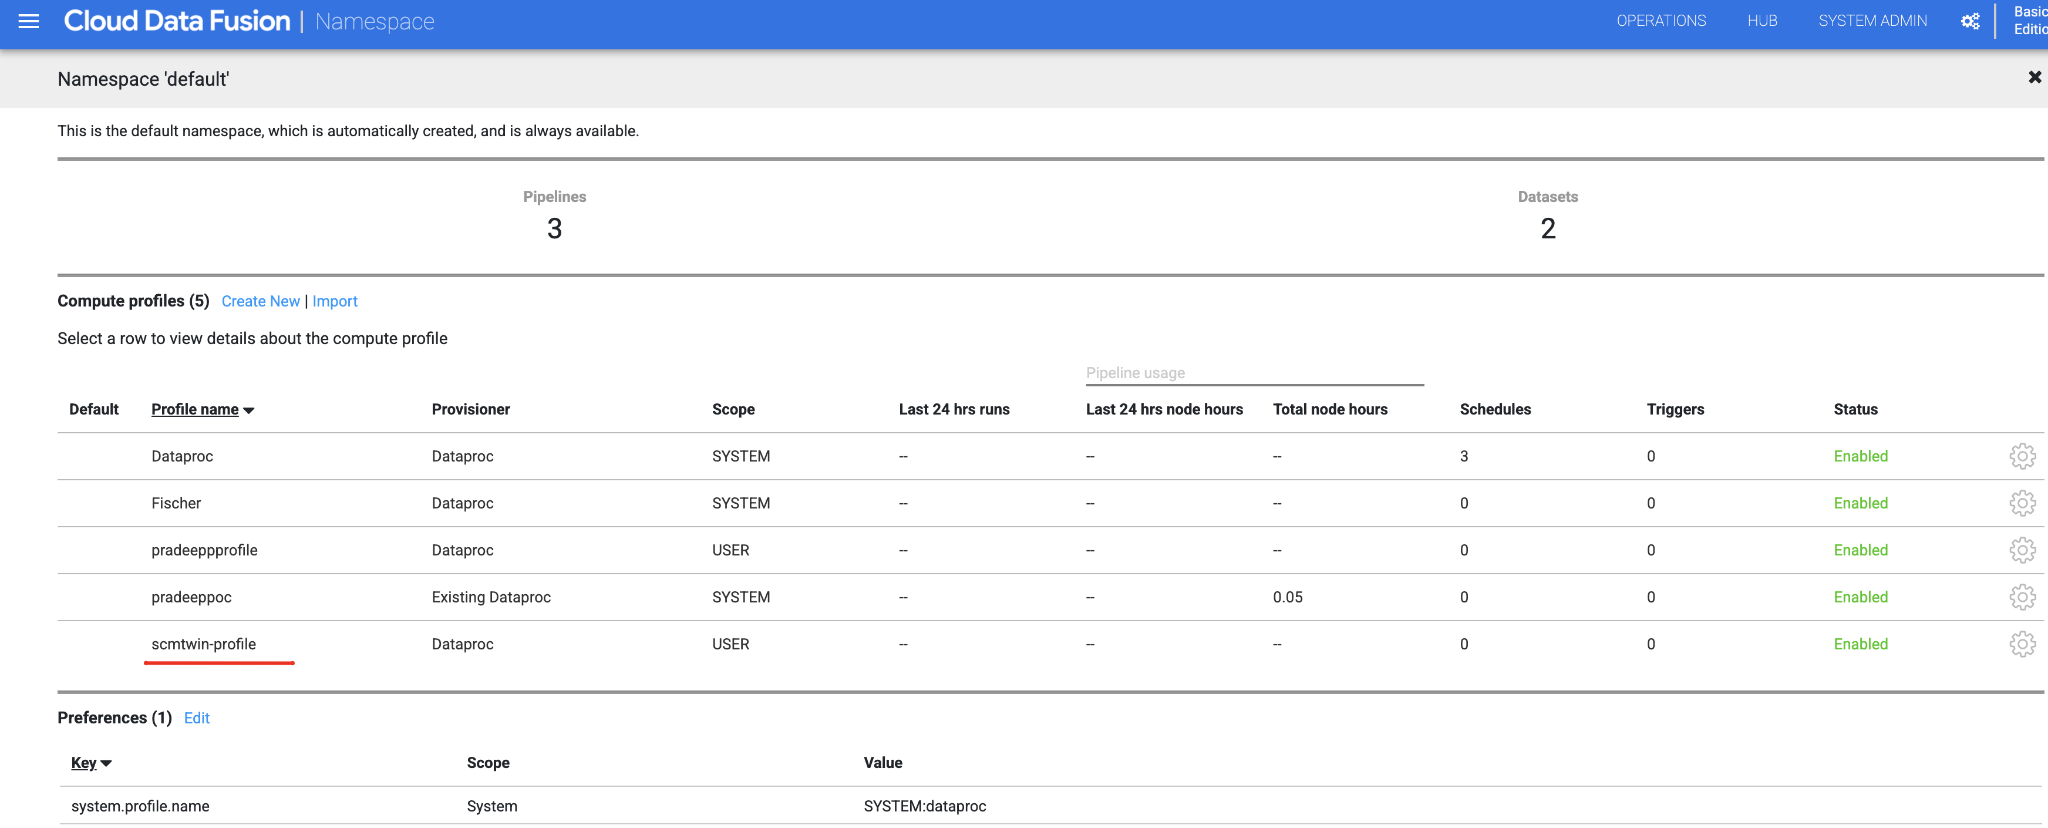 Cloud Data Fusion | Namespace OPERATIONS HUB SYSTEM ADMIN Basic
Editio
Namespace 'default'
This is the default namespace, which is automatically created, and is always available.
Pipelines Datasets
3 2
Compute profiles (5) Create New | Import
Select a row to view details about the compute profile
Pipeline usage
Default Profile name Provisioner Scope Last 24 hrs runs Last 24 hrs node hours Total node hours Schedules Triggers Status
Dataproc Dataproc SYSTEM -- -- -- 3 0 Enabled
Fischer Dataproc SYSTEM -- -- -- 0 0 Enabled
pradeeppprofile Dataproc USER -- -- -- 0 0 Enabled
pradeeppoc Existing Dataproc SYSTEM -- -- 0.05 0 0 Enabled
scmtwin-profile Dataproc USER -- -- -- 0 0 Enabled
Preferences (1) Edit
Key Scope Value
system.profile.name System SYSTEM:dataproc